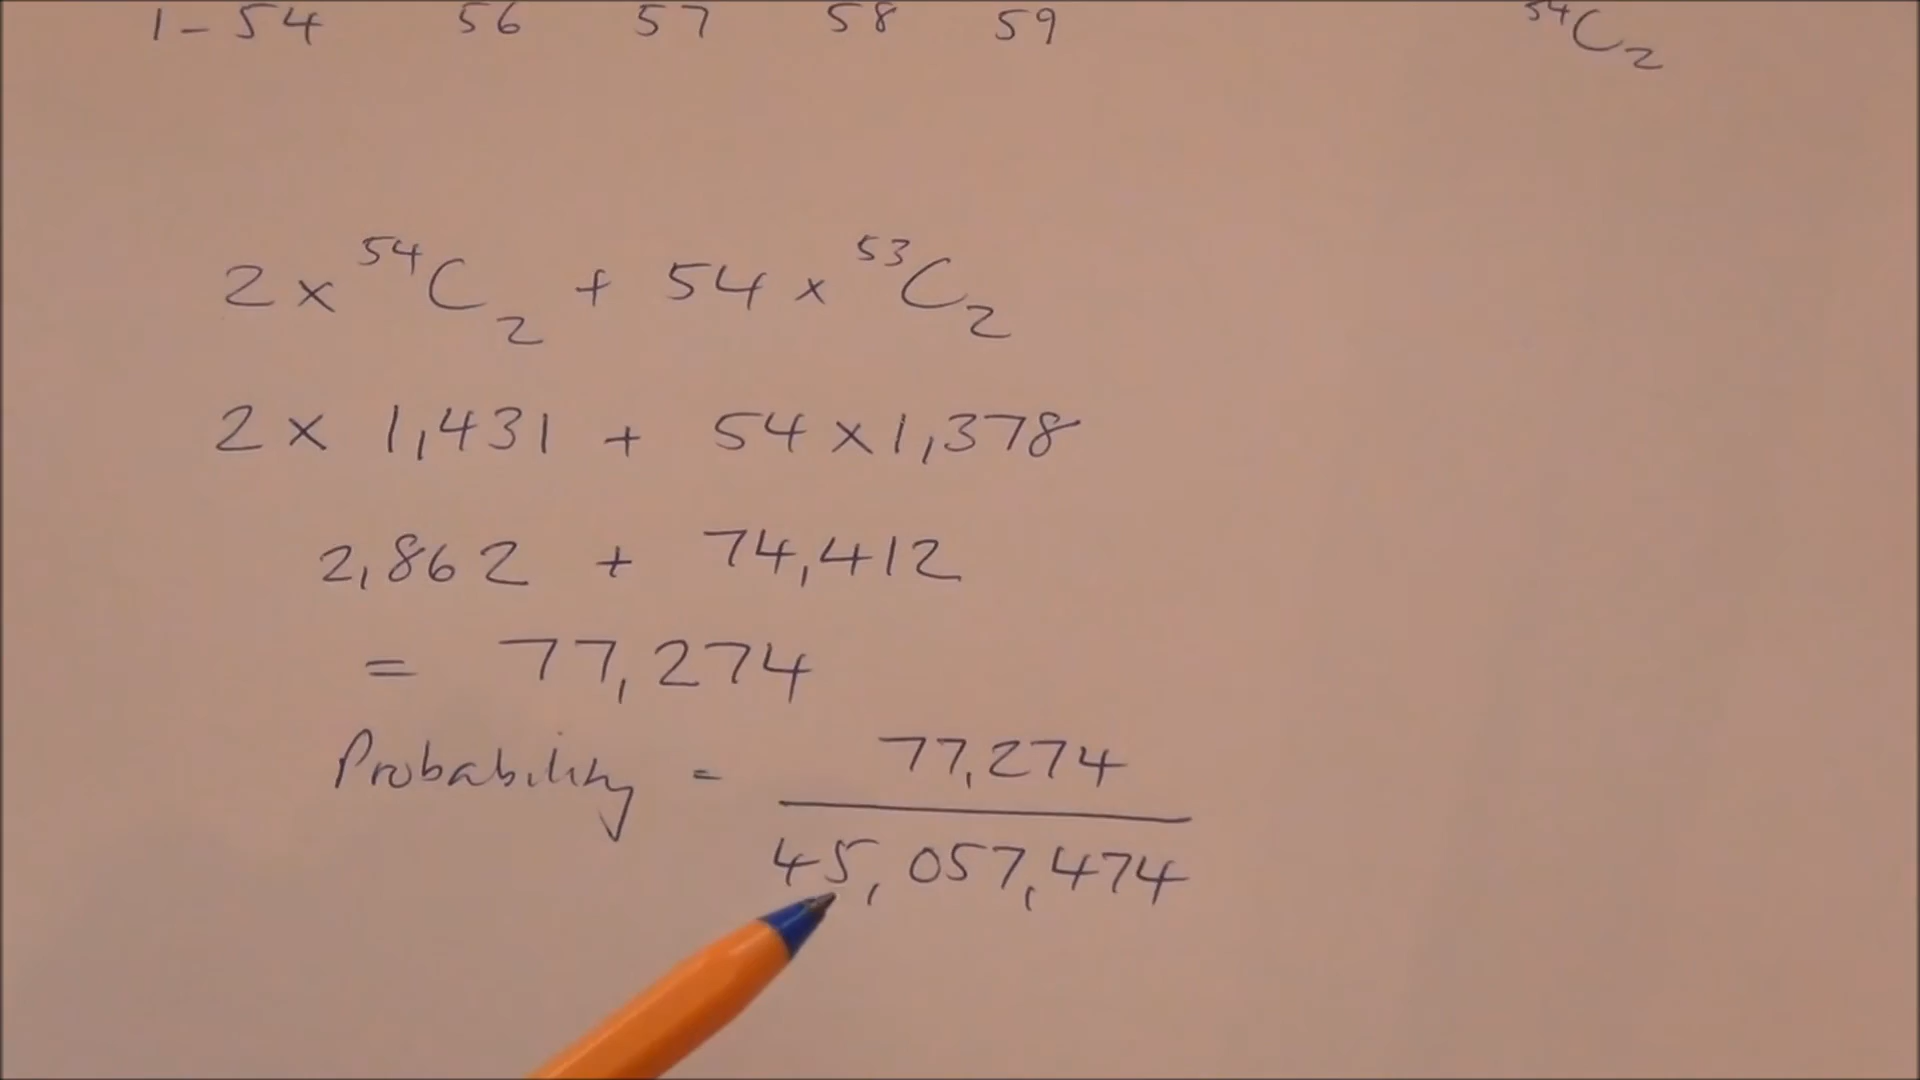 1 - 54 56 57 58 59 ⁵⁴C₂
2 x ⁵⁴C₂ + 54 x ⁵³C₂
2 x 1,431 + 54 x 1,378
2,862 + 74,412
= 77,274
Probability = 77,274
45,057,474